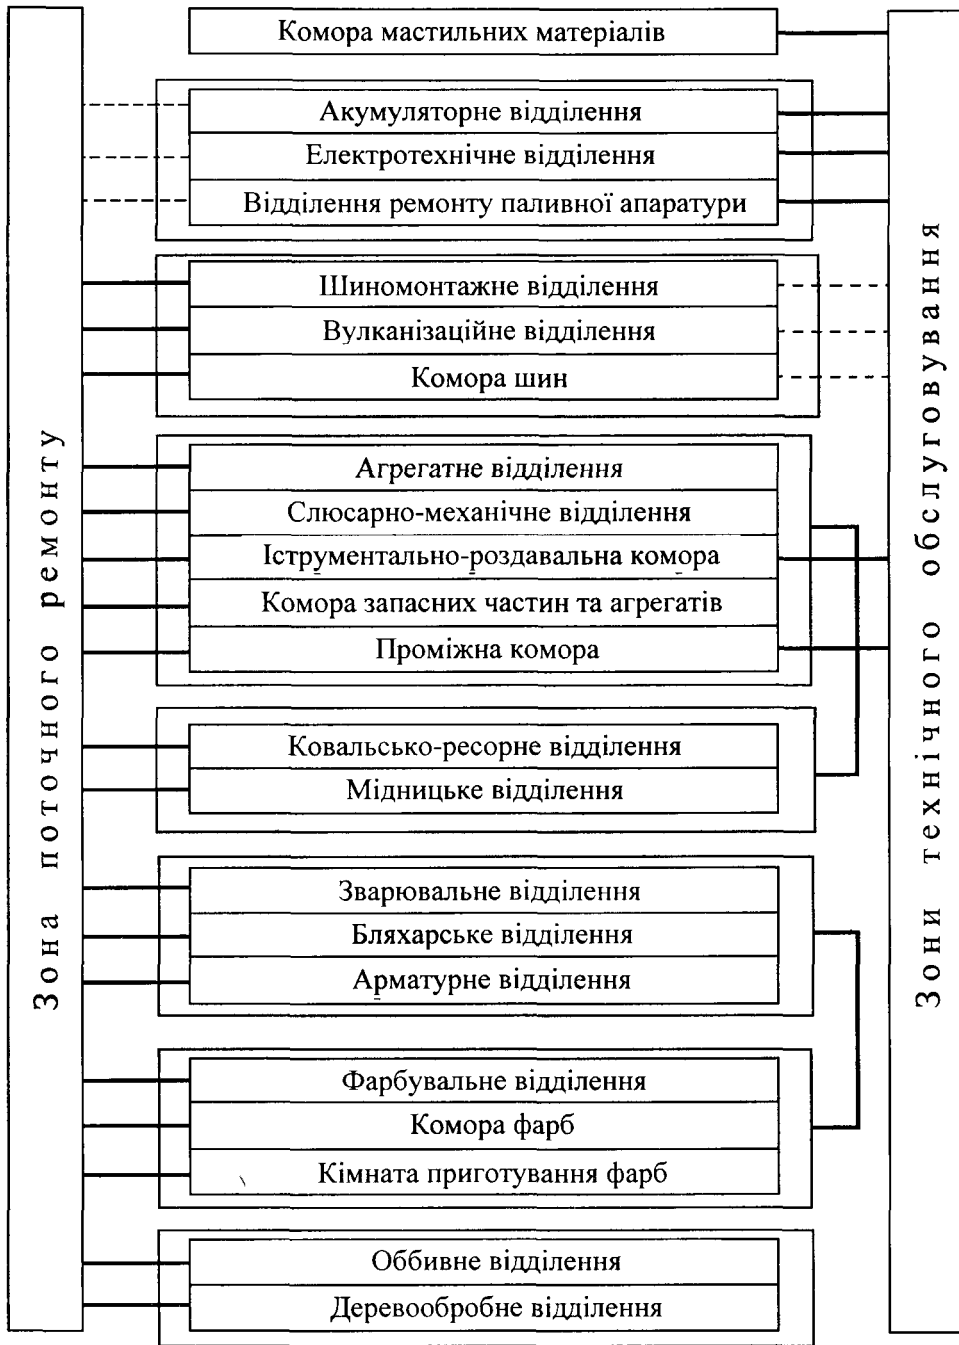 Комора мастильних матеріалів
Акумуляторне відділення
Електротехнічне відділення
Відділення ремонту паливної апаратури
Шиномонтажне відділення
Вулканізаційне відділення
Комора шин
Агрегатне відділення
Слюсарно-механічне відділення
Іструментально-роздавальна комора
Комора запасних частин та агрегатів
Проміжна комора
Ковальсько-ресорне відділення
Мідницьке відділення
Зварювальне відділення
Бляхарське відділення
Арматурне відділення
Фарбувальне відділення
Комора фарб
Кімната приготування фарб
Оббивне відділення
Деревообробне відділення
Зона поточного ремонту
Зони технічного обслуговування